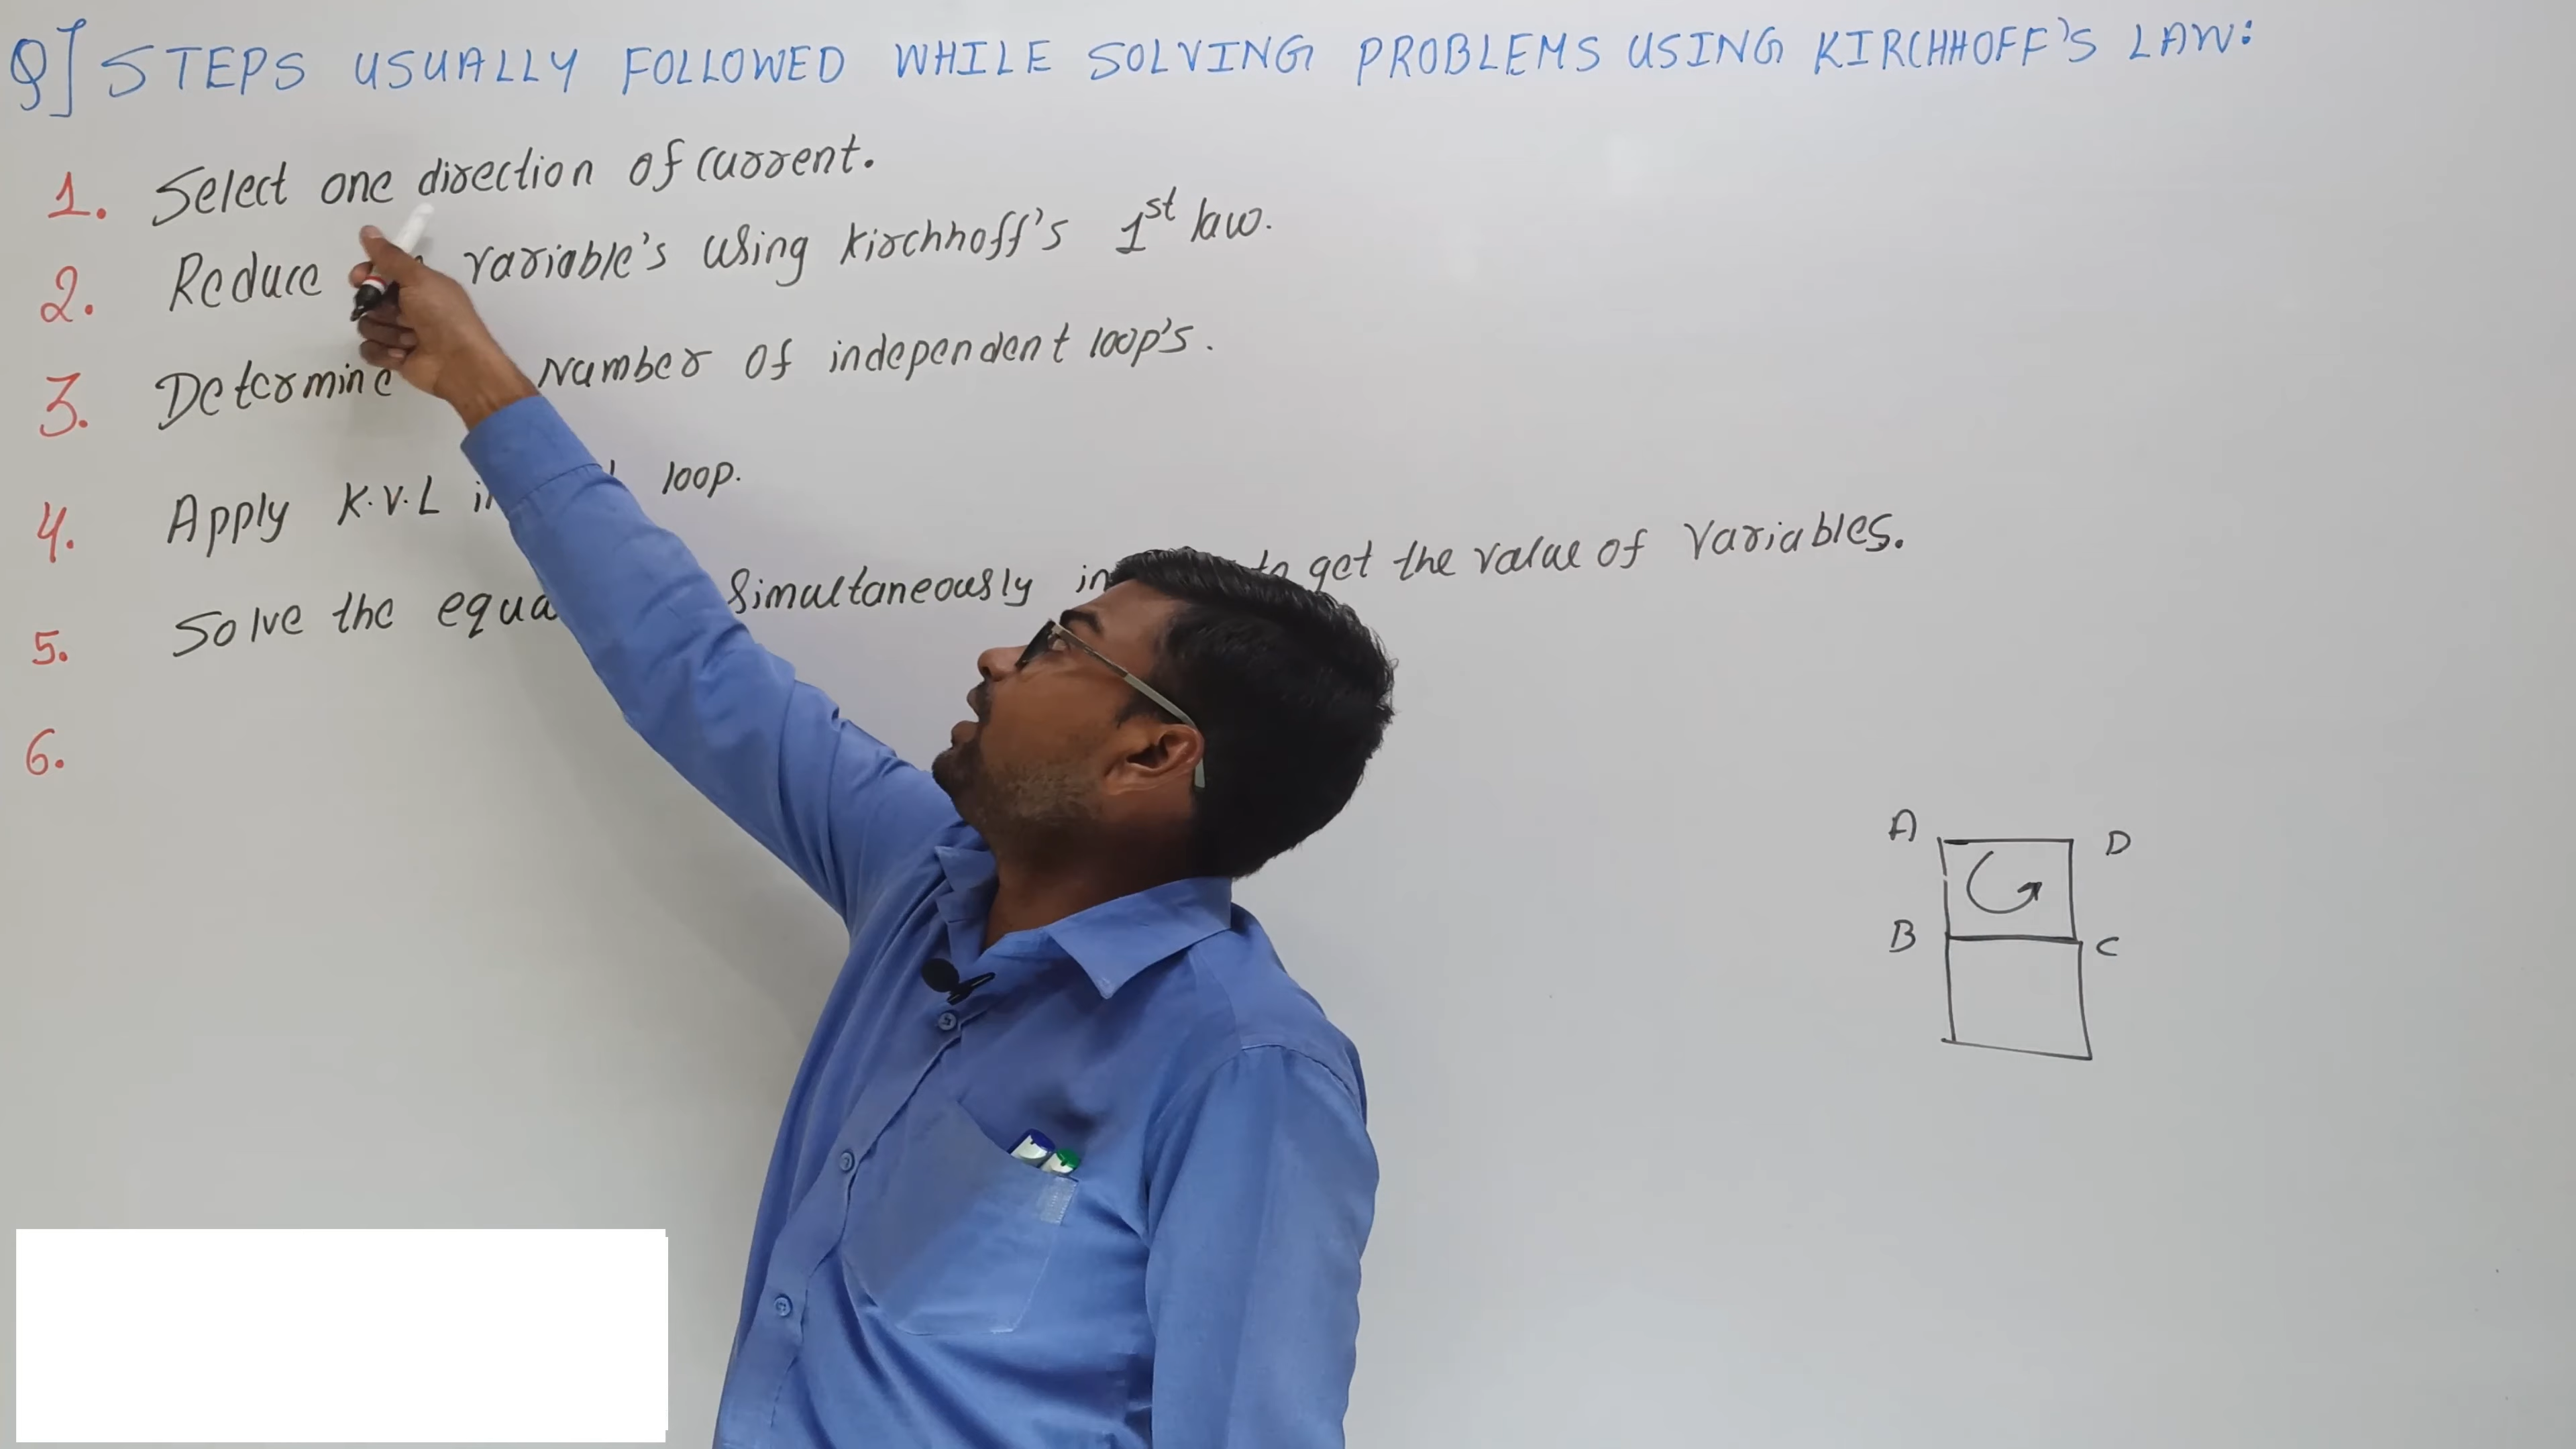 Q] STEPS USUALLY FOLLOWED WHILE SOLVING PROBLEMS USING KIRCHHOFF'S LAW:
1. Select one direction of current.
2. Reduce variable's using kirchhoff's 1st law.
3. Determine number of independent loop's.
4. Apply K.V.L loop.
5. Solve the simultaneously to get the value of variables.
6.
A D
B C